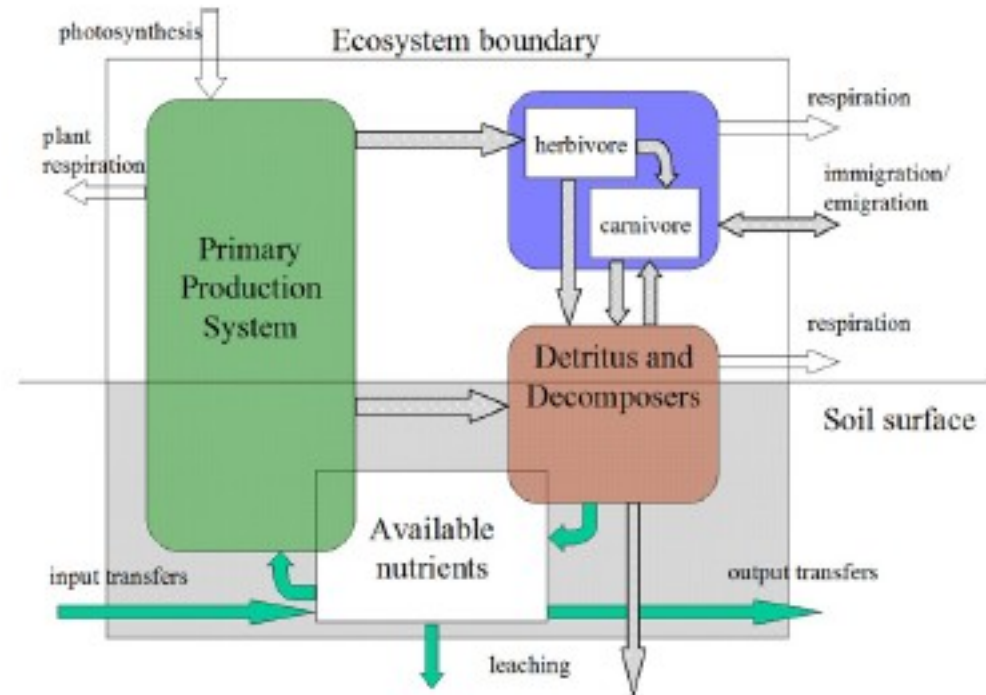 photosynthesis
Ecosystem boundary
plant
respiration
respiration
herbivore
immigration/
emigration
carnivore
Primary
Production
System
respiration
Detritus and
Decomposers
Soil surface
Available
nutrients
input transfers
output transfers
leaching